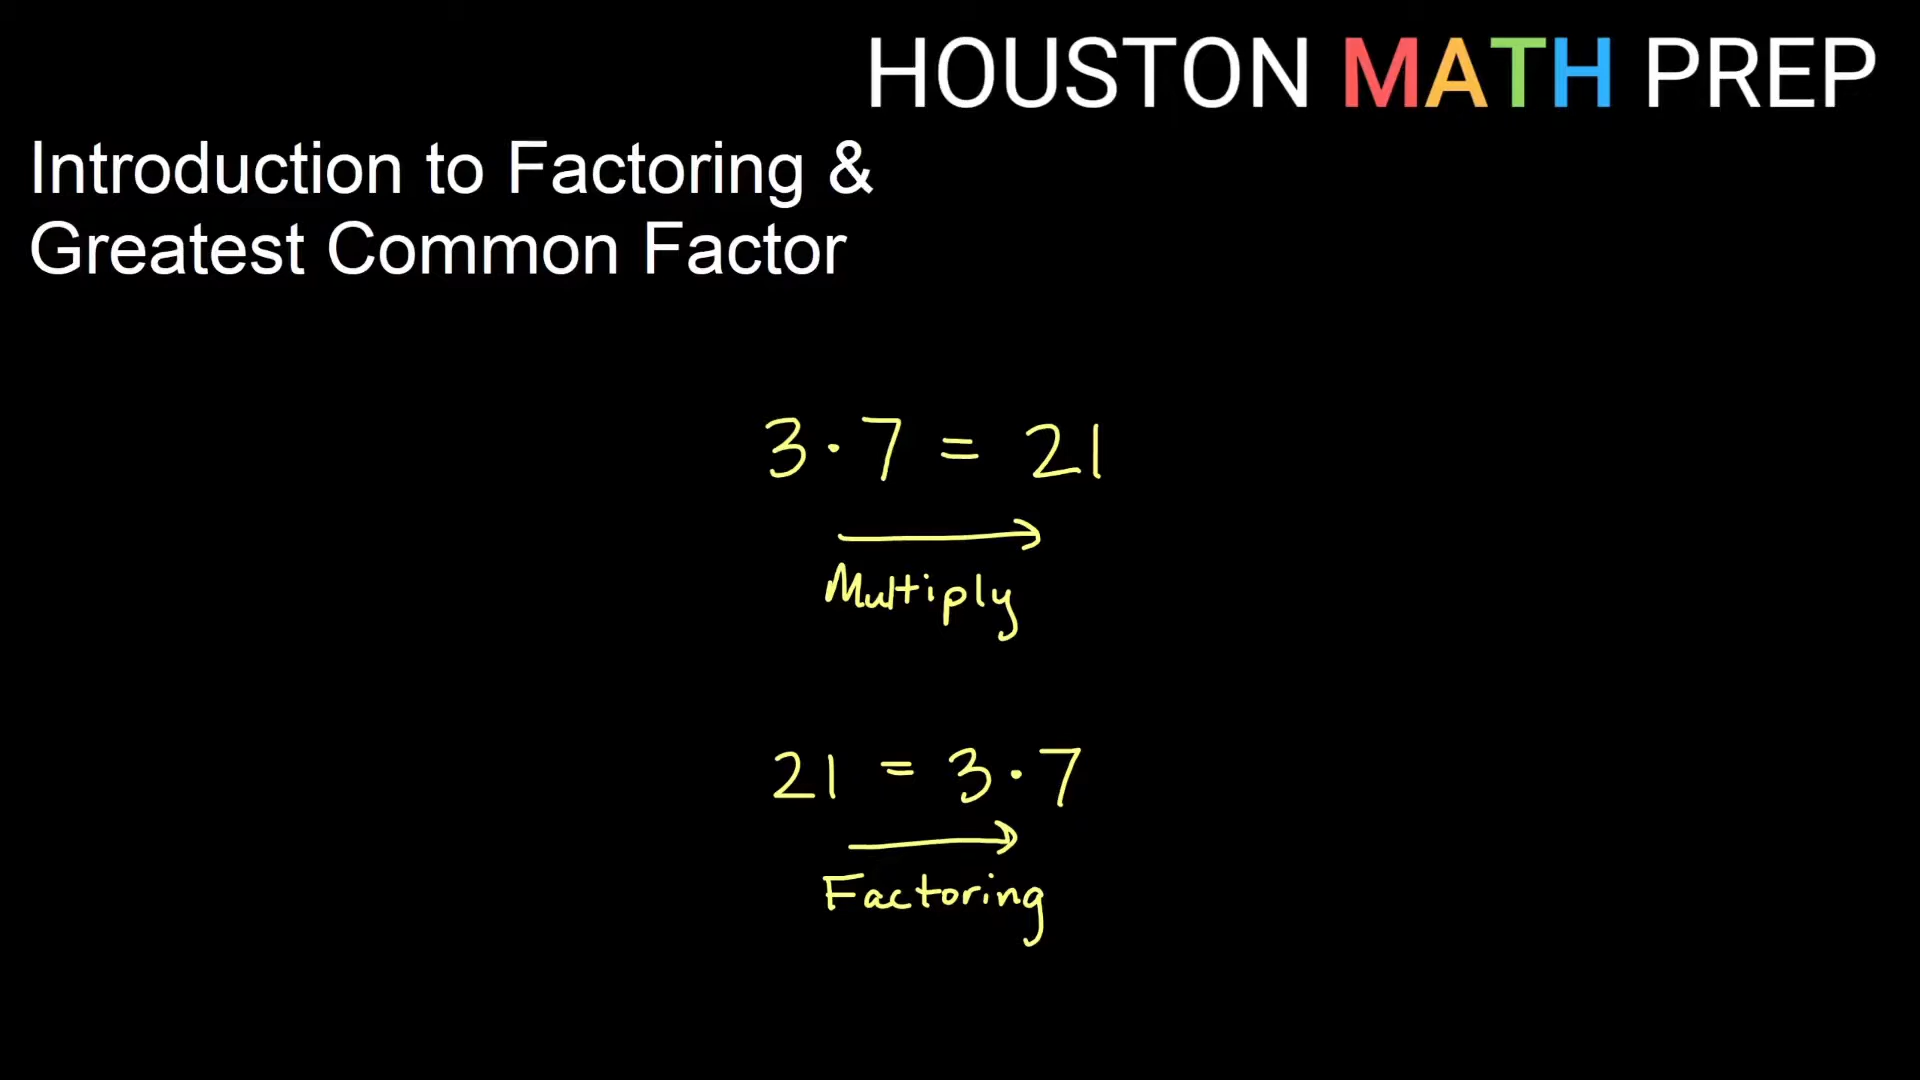 HOUSTON MATH PREP
Introduction to Factoring &
Greatest Common Factor
3 · 7 = 21
Multiply
21 = 3 · 7
Factoring